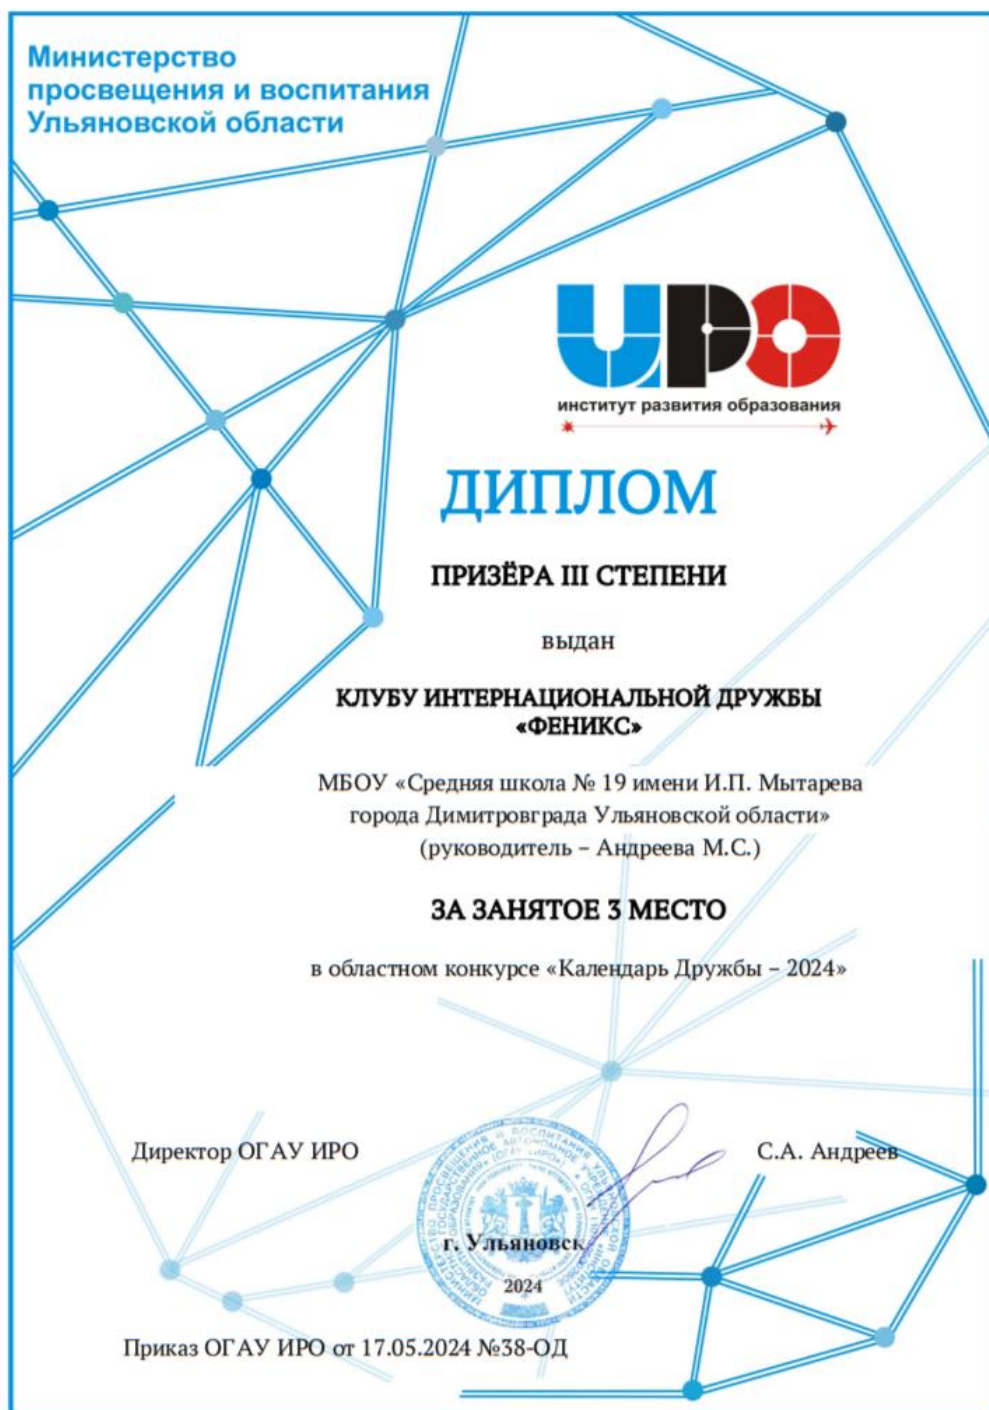 Министерство
просвещения и воспитания
Ульяновской области
ИРО
институт развития образования
ДИПЛОМ
ПРИЗЁРА III СТЕПЕНИ
выдан
КЛУБУ ИНТЕРНАЦИОНАЛЬНОЙ ДРУЖБЫ
«ФЕНИКС»
МБОУ «Средняя школа № 19 имени И.П. Мытарева
города Димитровграда Ульяновской области»
(руководитель – Андреева М.С.)
ЗА ЗАНЯТОЕ 3 МЕСТО
в областном конкурсе «Календарь Дружбы – 2024»
Директор ОГАУ ИРО
С.А. Андреев
г. Ульяновск
2024
Приказ ОГАУ ИРО от 17.05.2024 №38-ОД